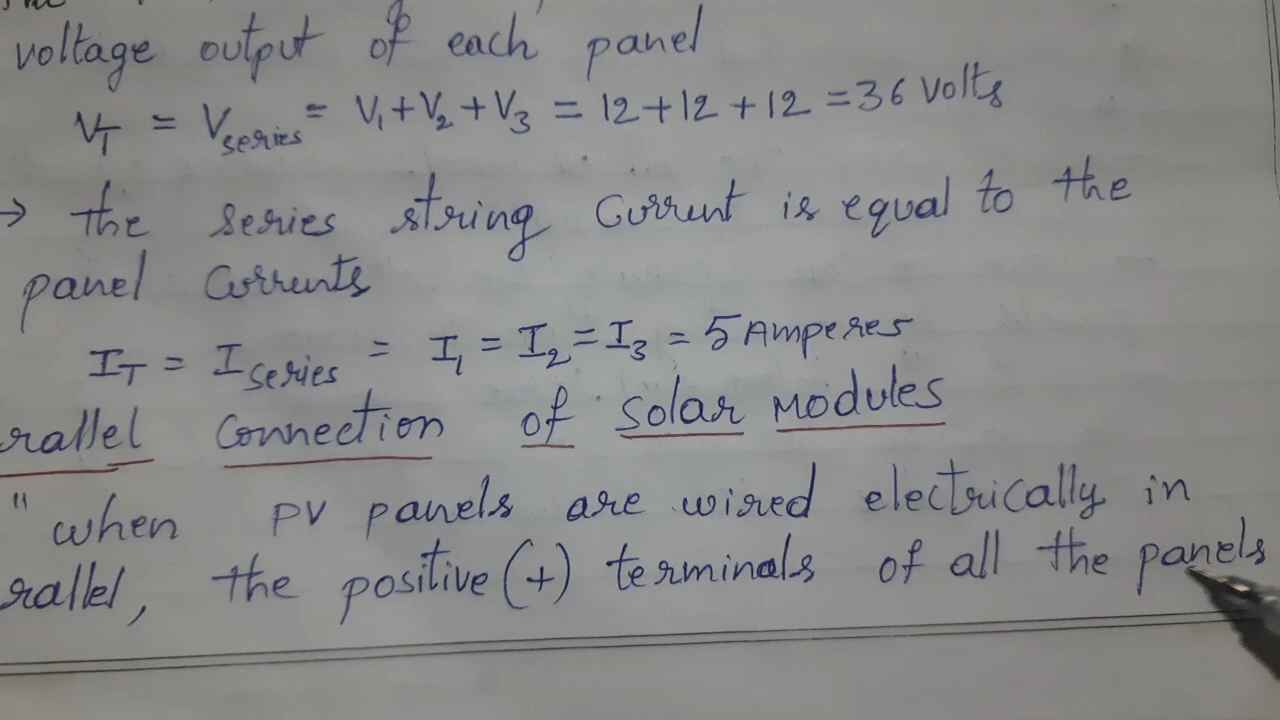 voltage output of each panel
VT = Vseries = V1 + V2 + V3 = 12 + 12 + 12 = 36 volts
→ the series string current is equal to the
panel currents
IT = Iseries = I1 = I2 = I3 = 5 Amperes
rallel connection of solar modules
" when PV panels are wired electrically in
rallel, the positive (+) terminals of all the panels